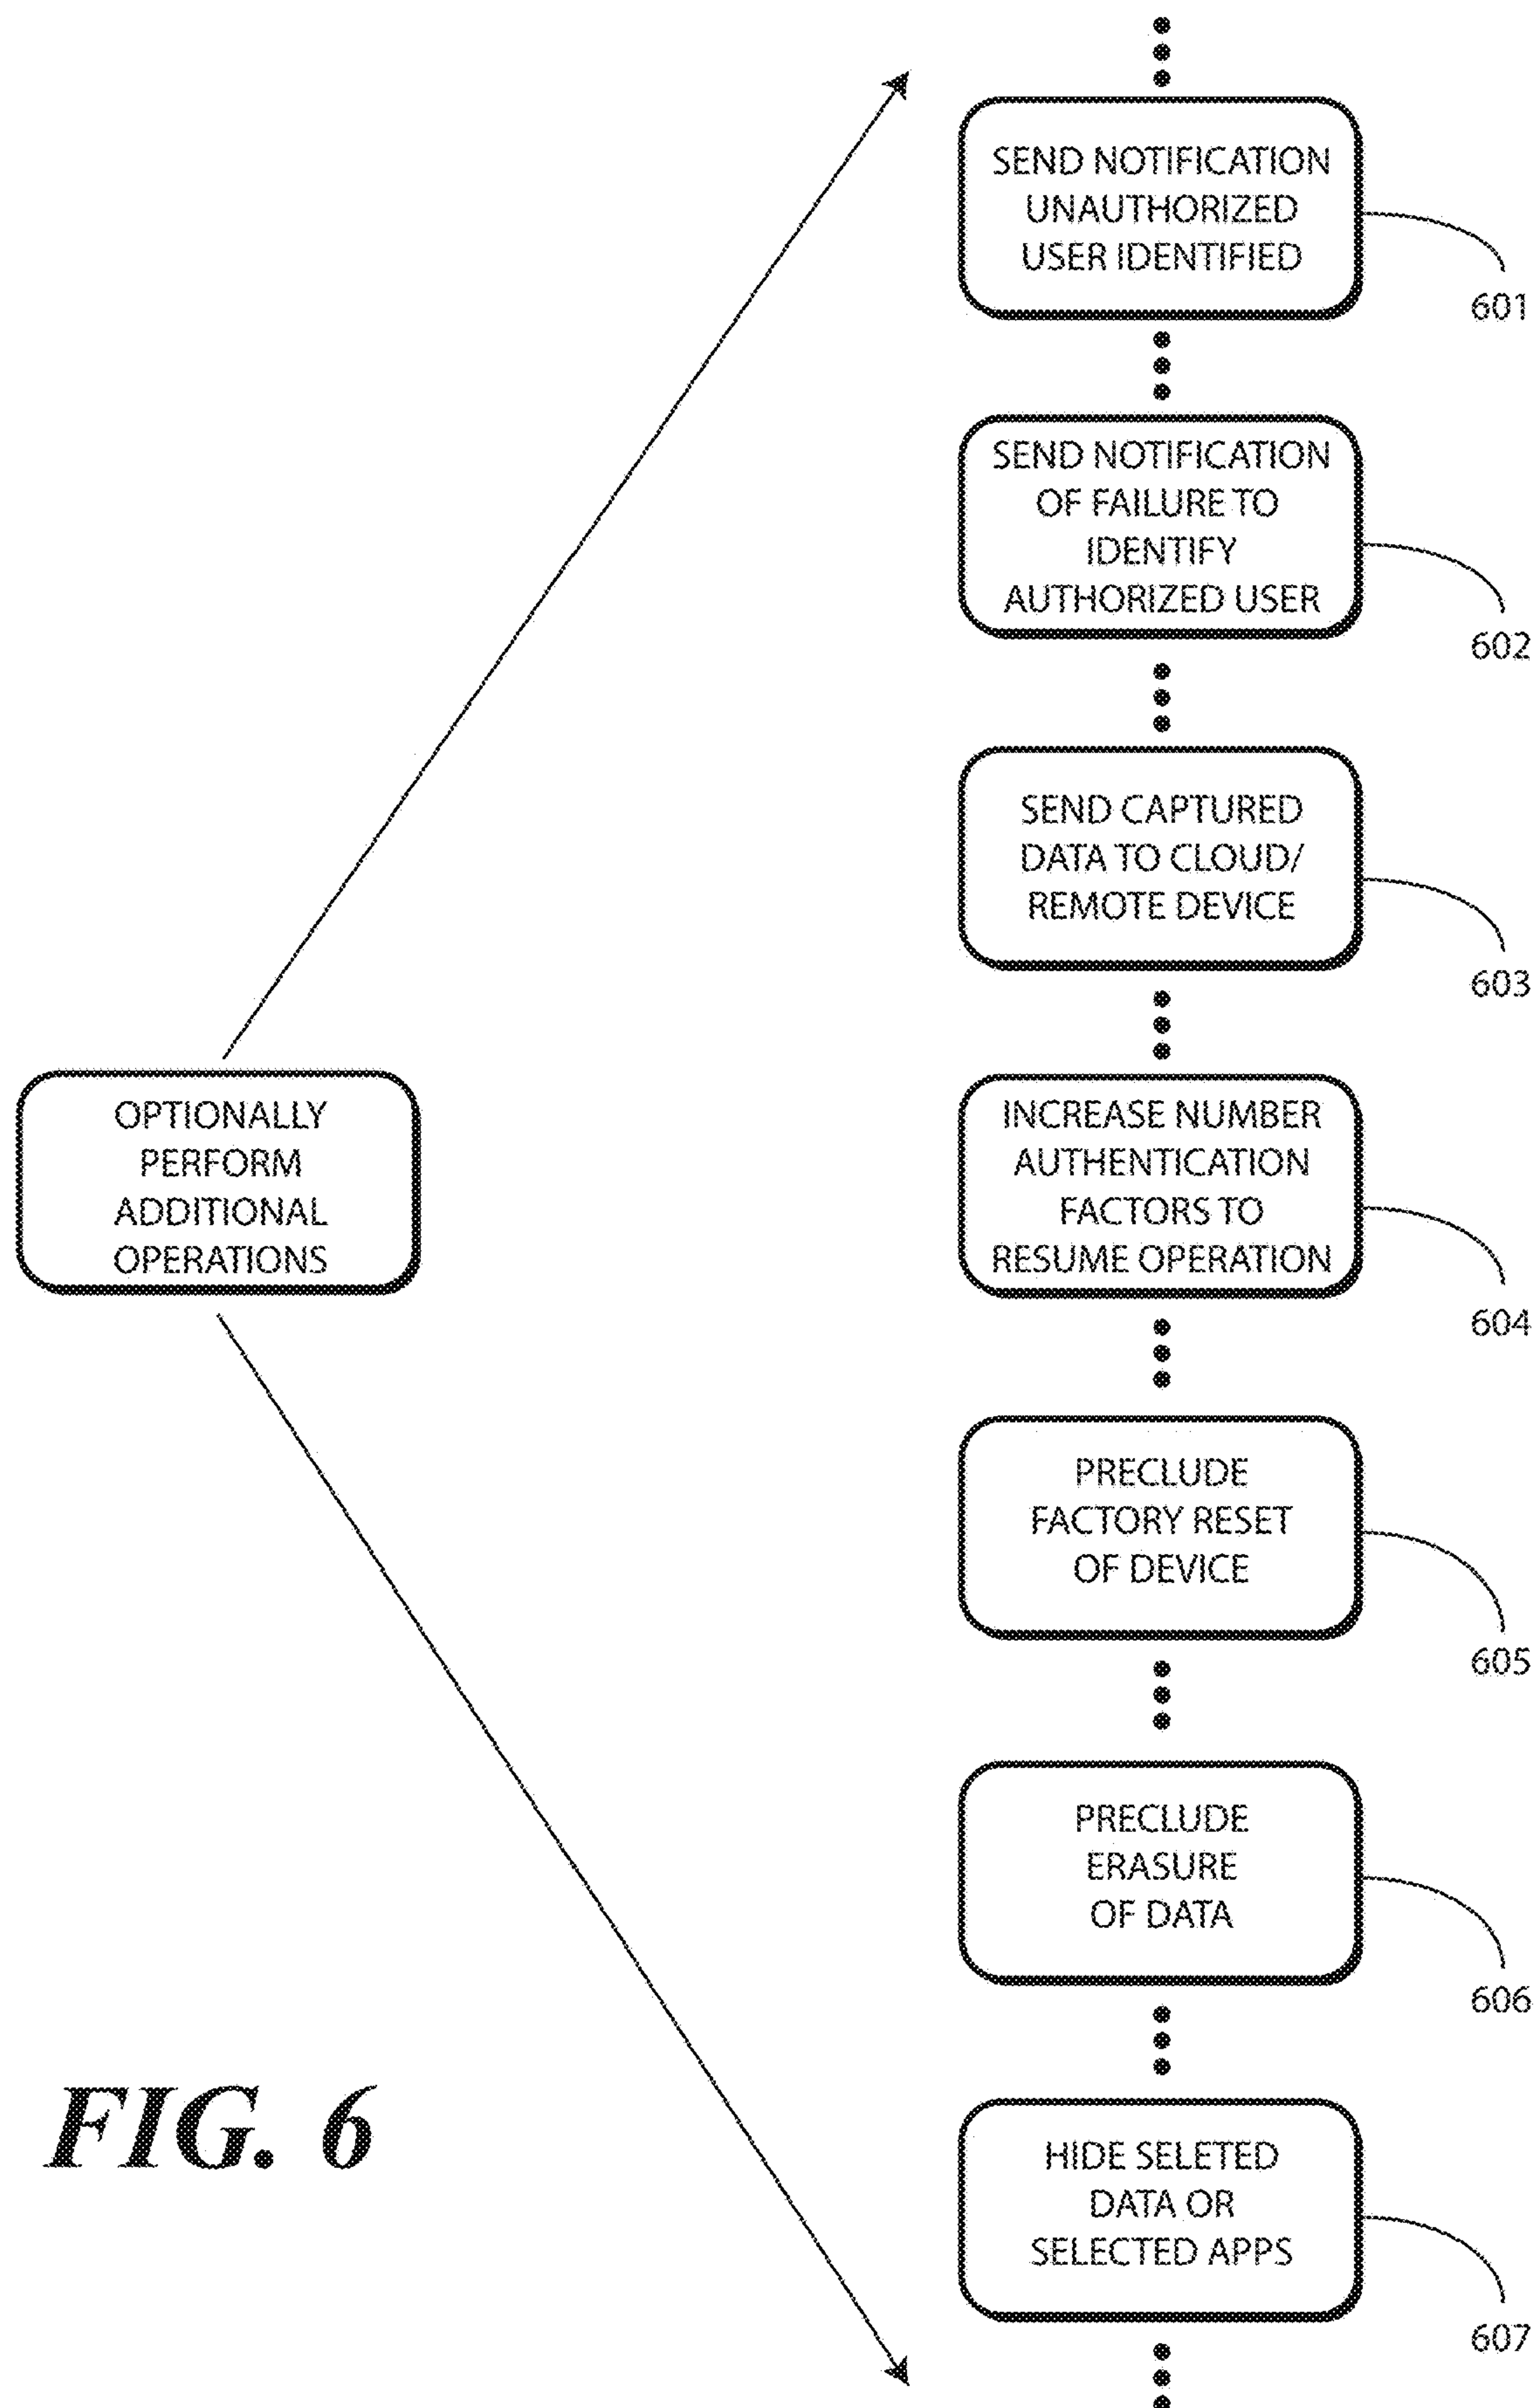 SEND NOTIFICATION
UNAUTHORIZED
USER IDENTIFIED
601
SEND NOTIFICATION
OF FAILURE TO
IDENTIFY
AUTHORIZED USER
602
SEND CAPTURED
DATA TO CLOUD/
REMOTE DEVICE
603
OPTIONALLY
PERFORM
ADDITIONAL
OPERATIONS
INCREASE NUMBER
AUTHENTICATION
FACTORS TO
RESUME OPERATION
604
PRECLUDE
FACTORY RESET
OF DEVICE
605
PRECLUDE
ERASURE
OF DATA
606
HIDE SELETED
DATA OR
SELECTED APPS
607
FIG. 6